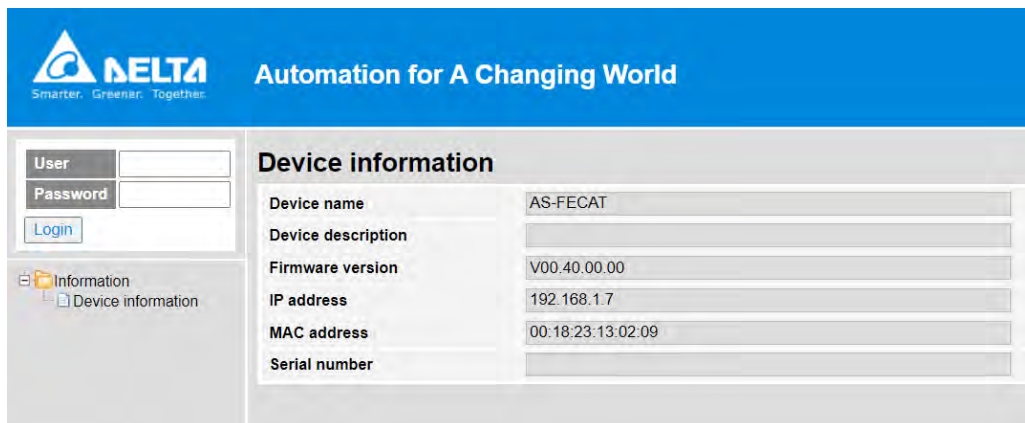 DELTA
Smarter. Greener. Together.
Automation for A Changing World
User
Password
Login
Information
Device information
Device information
Device name AS-FECAT
Device description
Firmware version V00.40.00.00
IP address 192.168.1.7
MAC address 00:18:23:13:02:09
Serial number